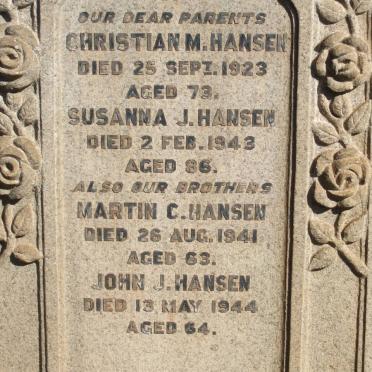 OUR DEAR PARENTS
CHRISTIAN M. HANSEN
DIED 25 SEPT. 1923
AGED 73.
SUSANNA J. HANSEN
DIED 2 FEB. 1943
AGED 86.
ALSO OUR BROTHERS
MARTIN C. HANSEN
DIED 26 AUG. 1941
AGED 63.
JOHN J. HANSEN
DIED 13 MAY 1944
AGED 64.